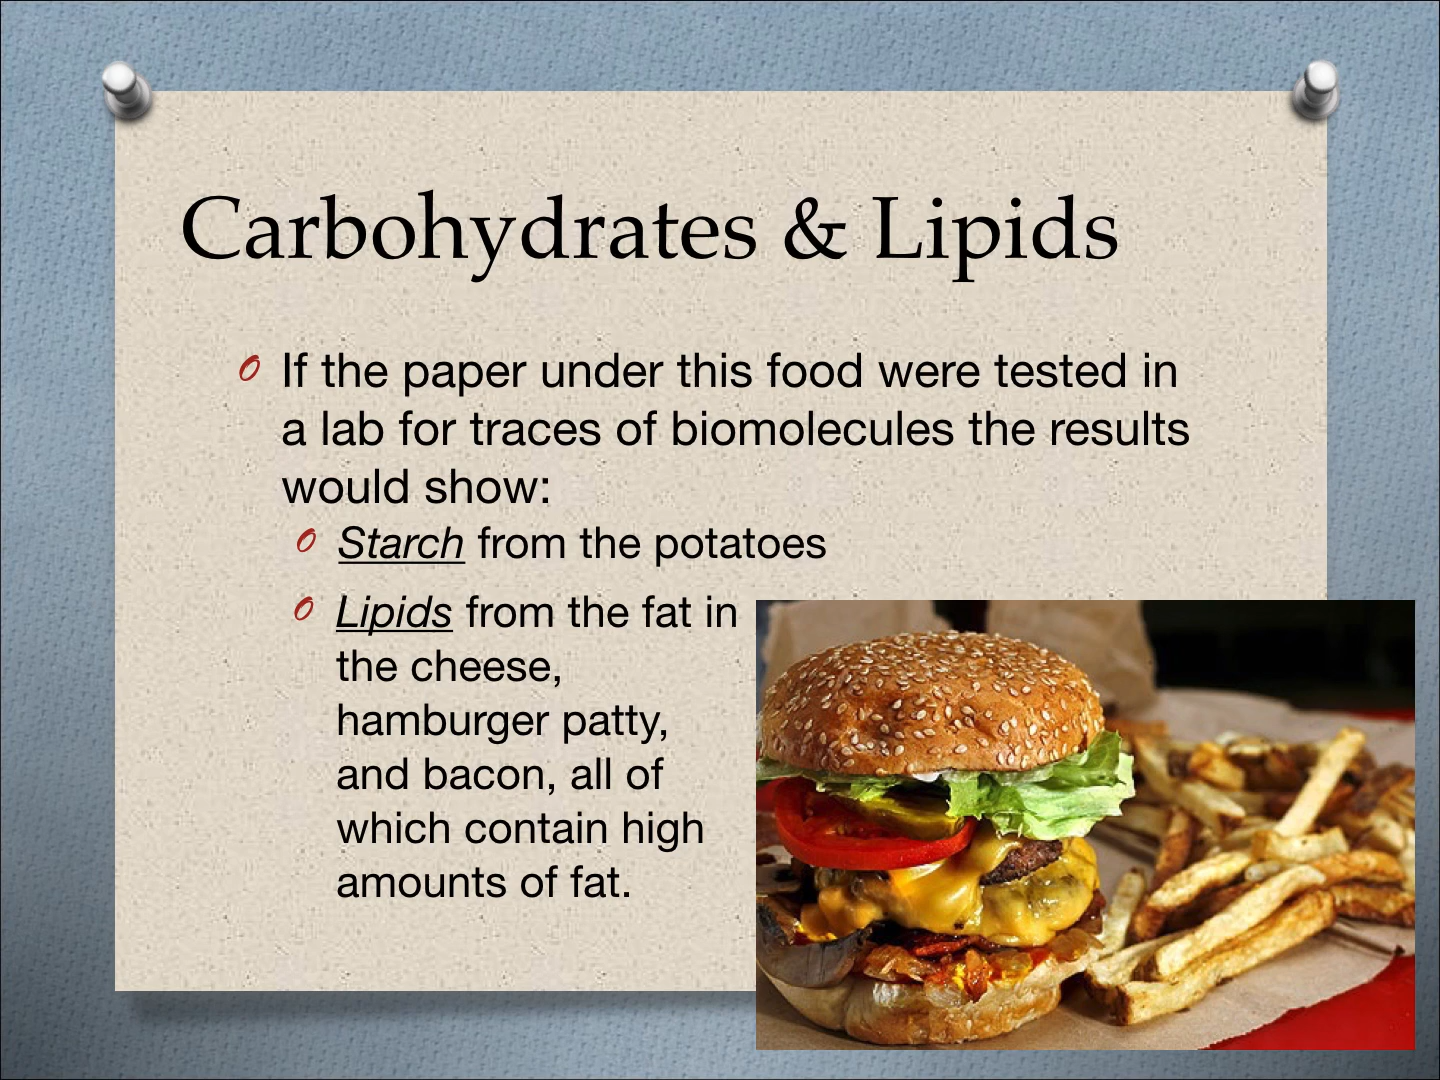 Carbohydrates & Lipids
If the paper under this food were tested in
a lab for traces of biomolecules the results
would show:
Starch from the potatoes
Lipids from the fat in
the cheese,
hamburger patty,
and bacon, all of
which contain high
amounts of fat.